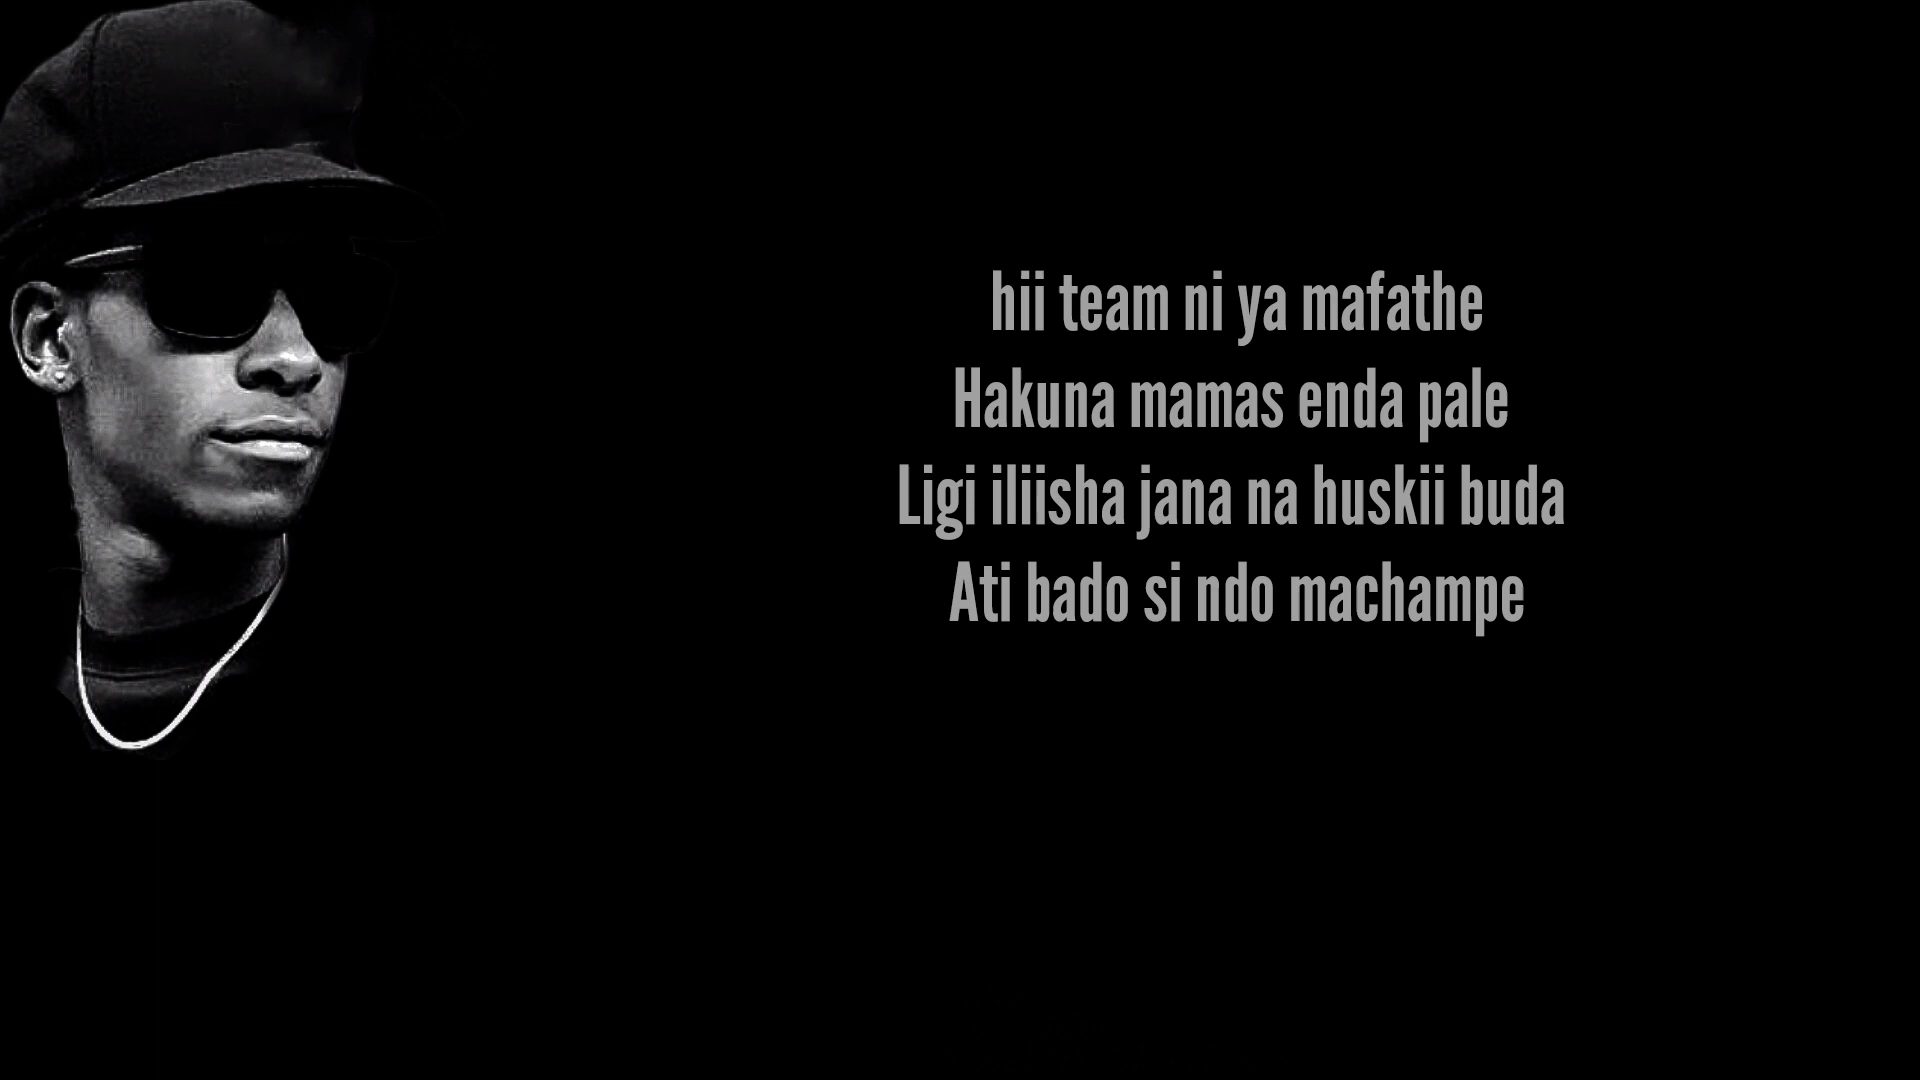 hii team ni ya mafathe
Hakuna mamas enda pale
Ligi iliisha jana na huskii buda
Ati bado si ndo machampe